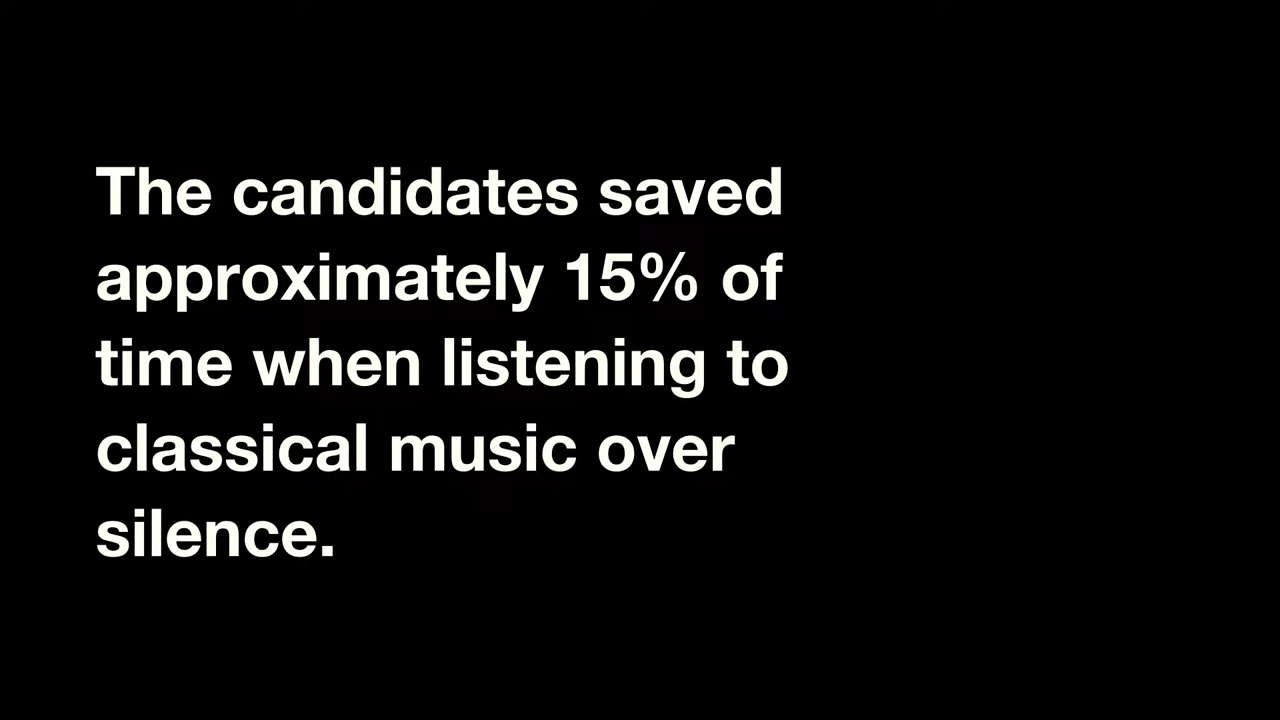 The candidates saved
approximately 15% of
time when listening to
classical music over
silence.